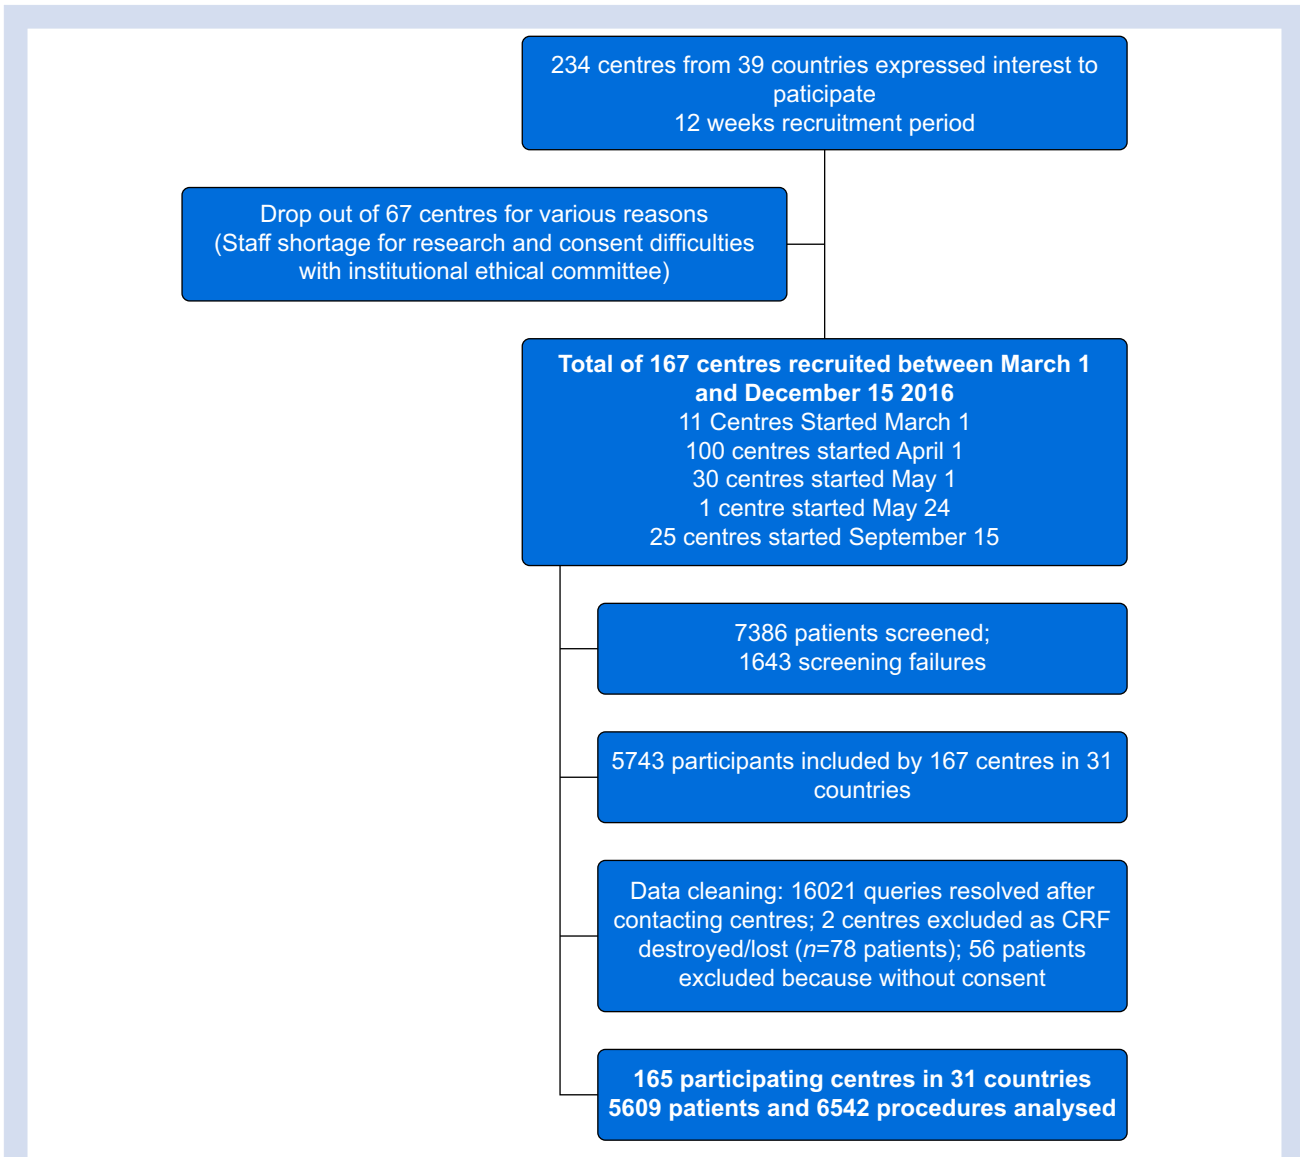 234 centres from 39 countries expressed interest to
paticipate
12 weeks recruitment period
Drop out of 67 centres for various reasons
(Staff shortage for research and consent difficulties
with institutional ethical committee)
Total of 167 centres recruited between March 1
and December 15 2016
11 Centres Started March 1
100 centres started April 1
30 centres started May 1
1 centre started May 24
25 centres started September 15
7386 patients screened;
1643 screening failures
5743 participants included by 167 centres in 31
countries
Data cleaning: 16021 queries resolved after
contacting centres; 2 centres excluded as CRF
destroyed/lost (n=78 patients); 56 patients
excluded because without consent
165 participating centres in 31 countries
5609 patients and 6542 procedures analysed